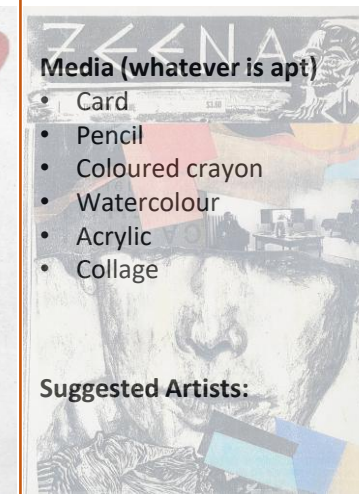 ZEENA
Media (whatever is apt)
• Card
• Pencil
• Coloured crayon
• Watercolour
• Acrylic
• Collage
Suggested Artists: